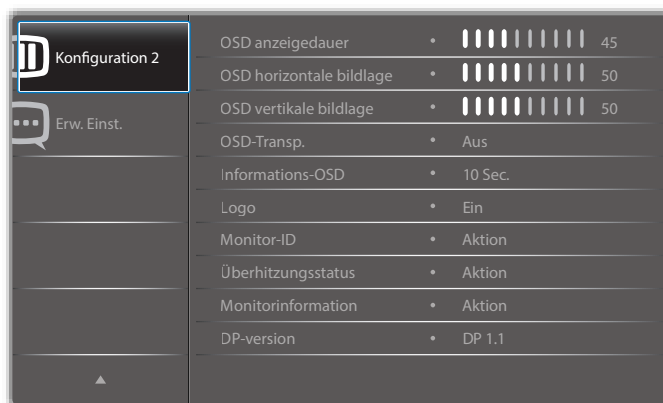 Konfiguration 2
Erw. Einst.
OSD anzeigedauer • 45
OSD horizontale bildlage • 50
OSD vertikale bildlage • 50
OSD-Transp. • Aus
Informations-OSD • 10 Sec.
Logo • Ein
Monitor-ID • Aktion
Überhitzungsstatus • Aktion
Monitorinformation • Aktion
DP-version • DP 1.1